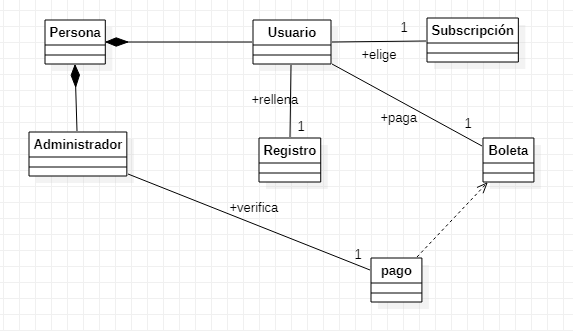 Persona
Usuario
1
Subscripción
+elige
+rellena
+paga
1
1
Administrador
Registro
Boleta
+verifica
1
pago